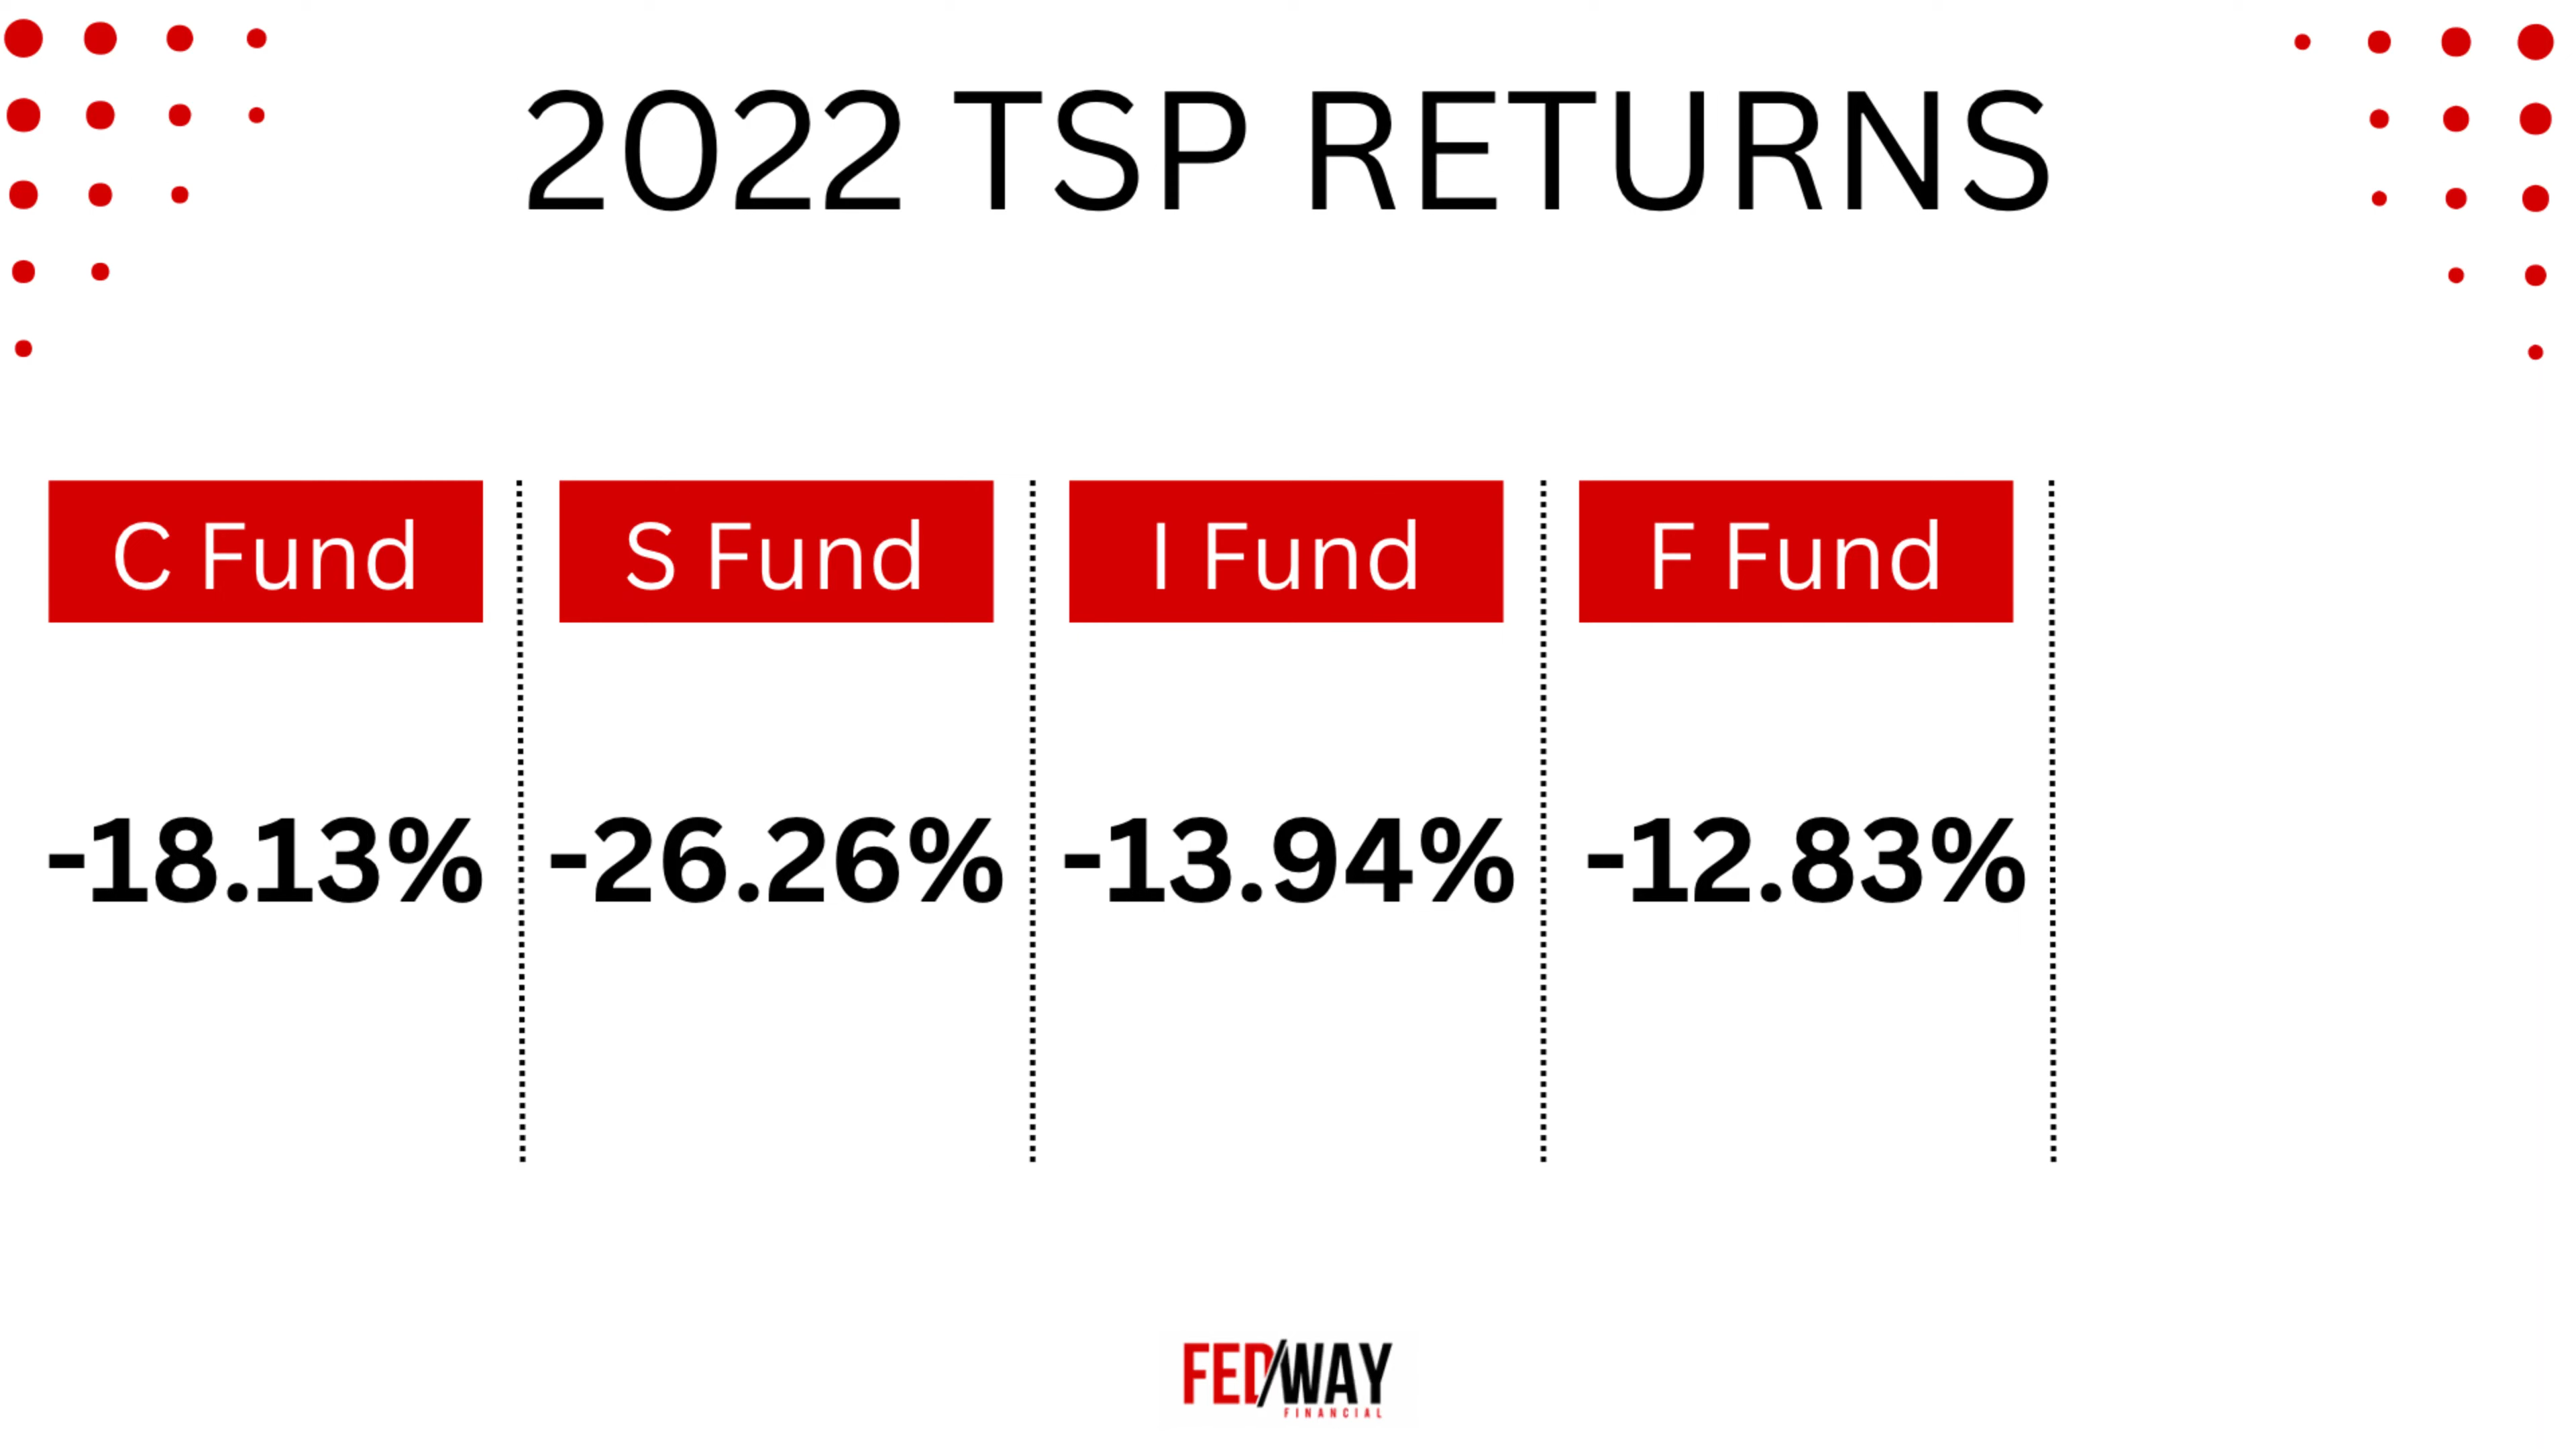 2022 TSP RETURNS
C Fund S Fund I Fund F Fund
-18.13% -26.26% -13.94% -12.83%
FED/WAY
FINANCIAL